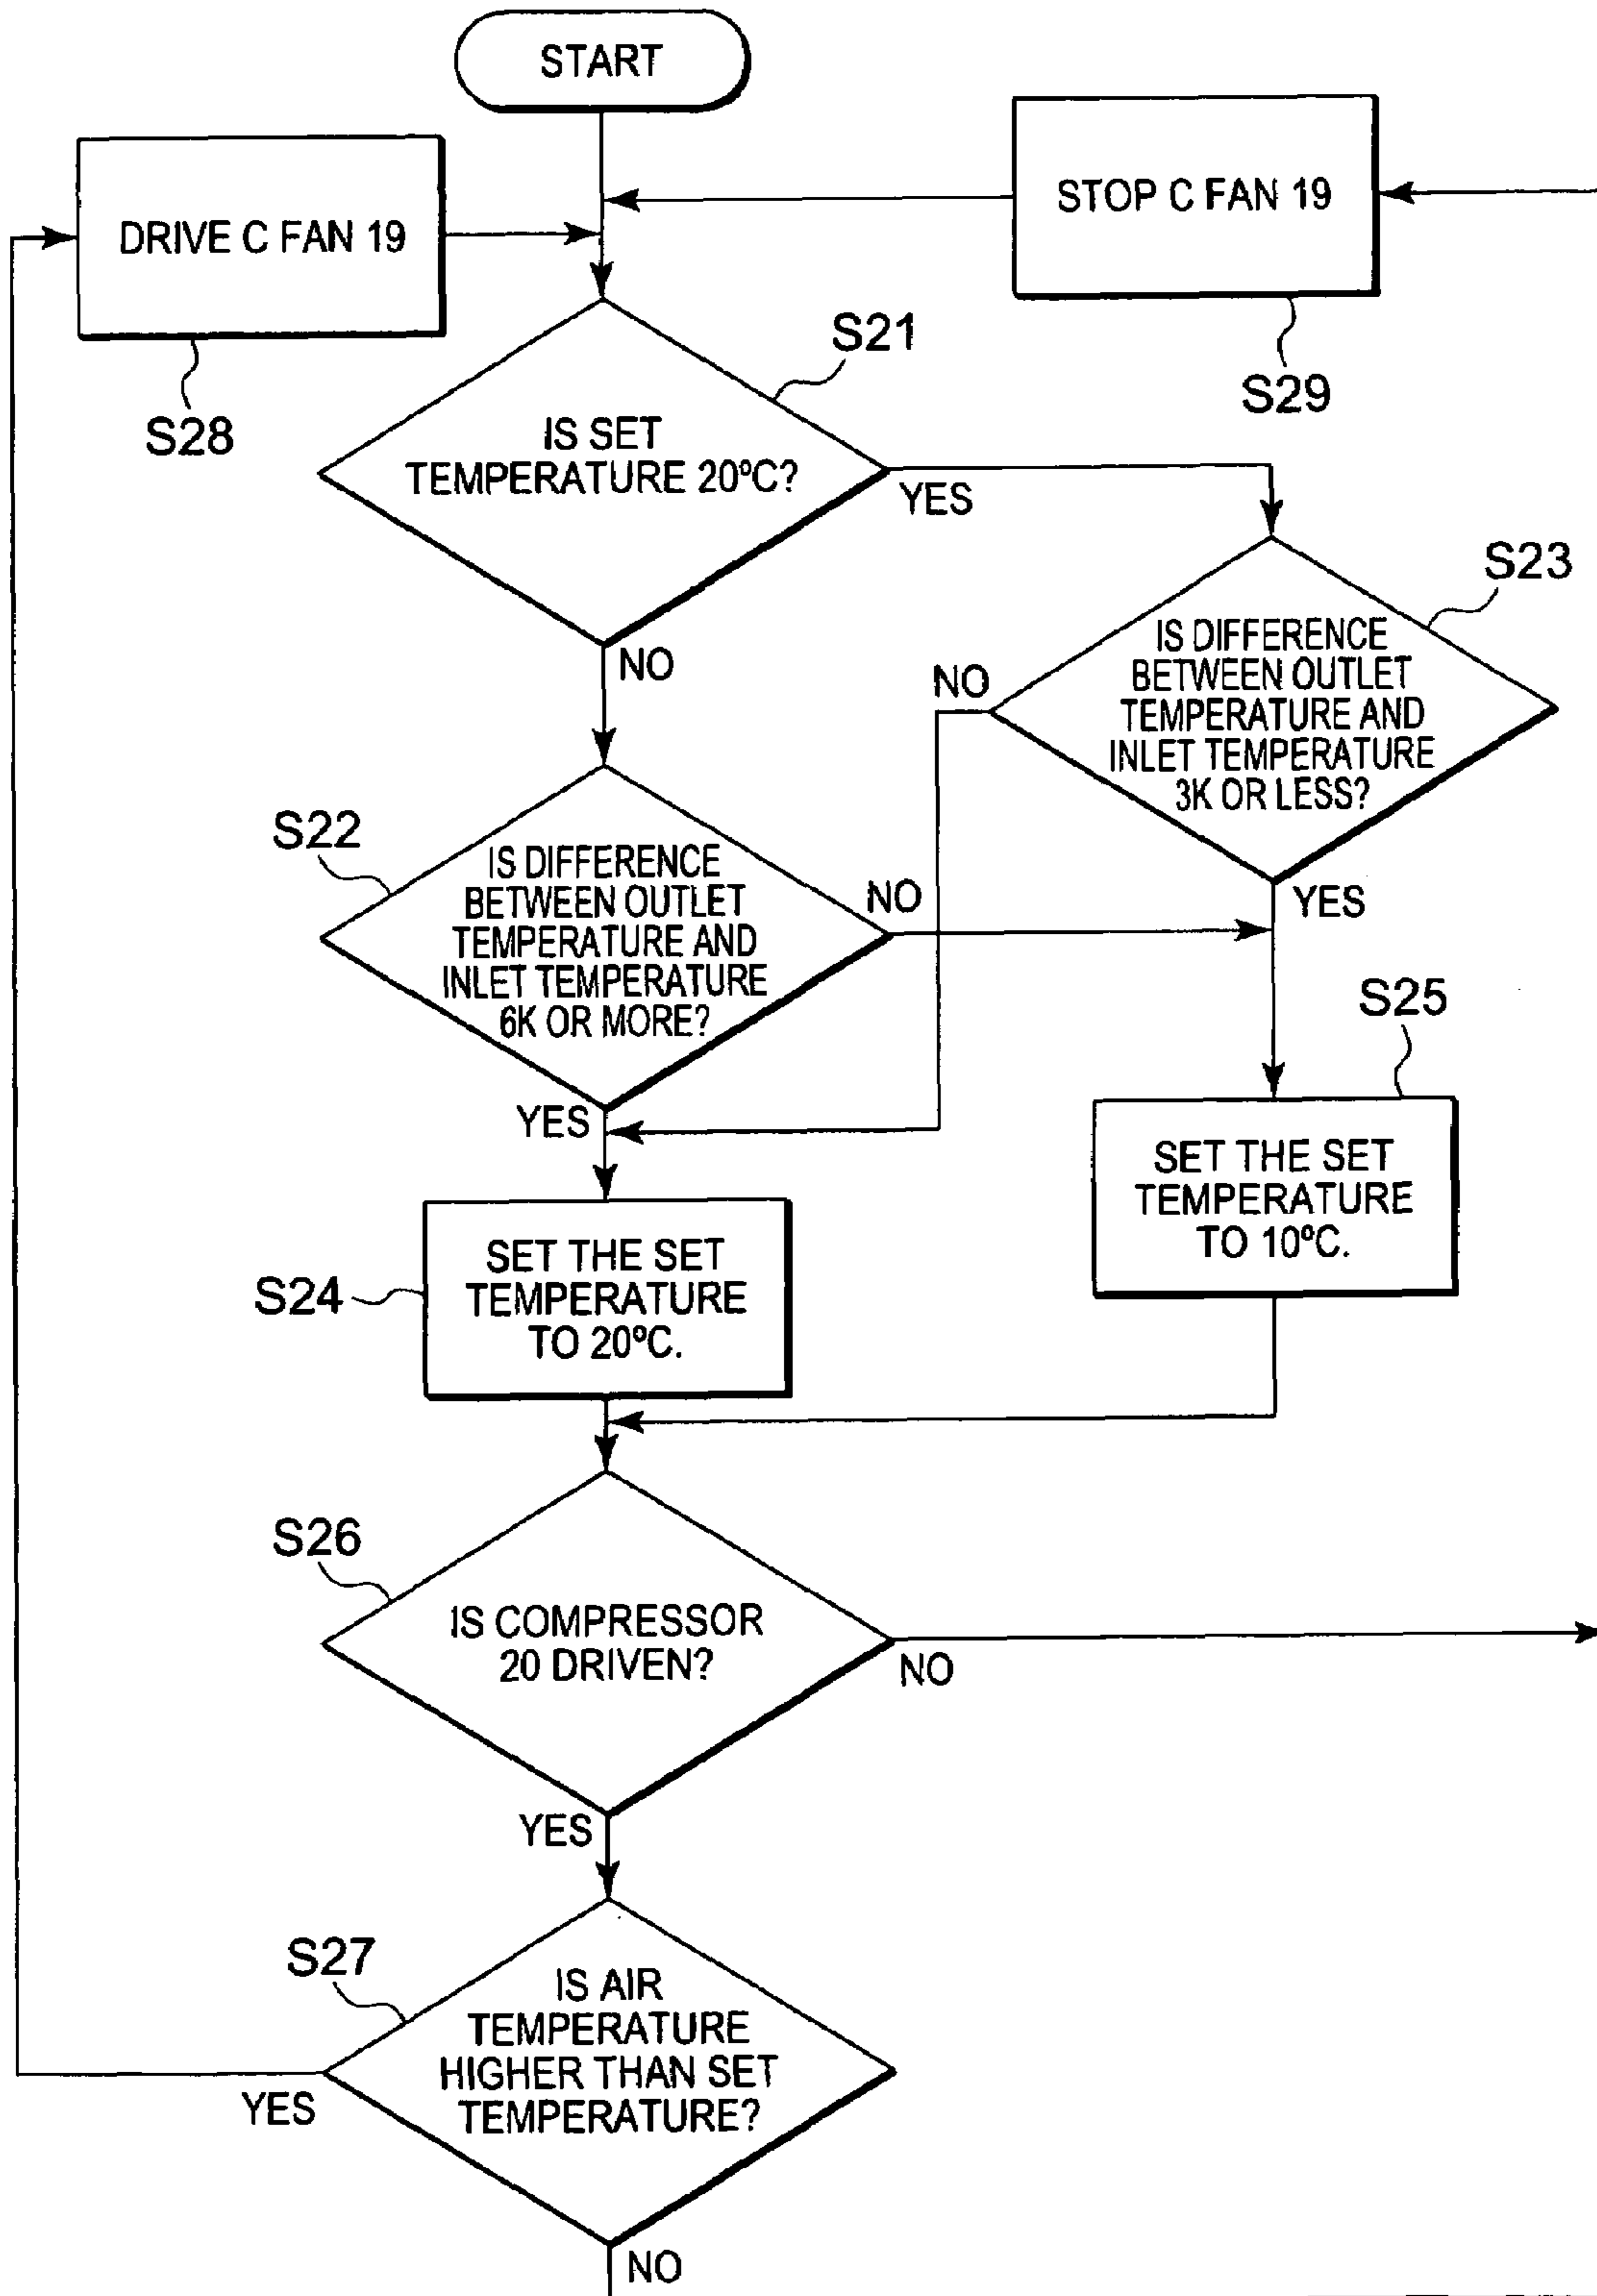 START
DRIVE C FAN 19
S28
STOP C FAN 19
S29
S21
IS SET
TEMPERATURE 20ºC?
YES
NO
S23
IS DIFFERENCE
BETWEEN OUTLET
TEMPERATURE AND
INLET TEMPERATURE
3K OR LESS?
NO
YES
S22
IS DIFFERENCE
BETWEEN OUTLET
TEMPERATURE AND
INLET TEMPERATURE
6K OR MORE?
NO
YES
S25
SET THE SET
TEMPERATURE
TO 10ºC.
S24
SET THE SET
TEMPERATURE
TO 20ºC.
S26
IS COMPRESSOR
20 DRIVEN?
NO
YES
S27
IS AIR
TEMPERATURE
HIGHER THAN SET
TEMPERATURE?
YES
NO